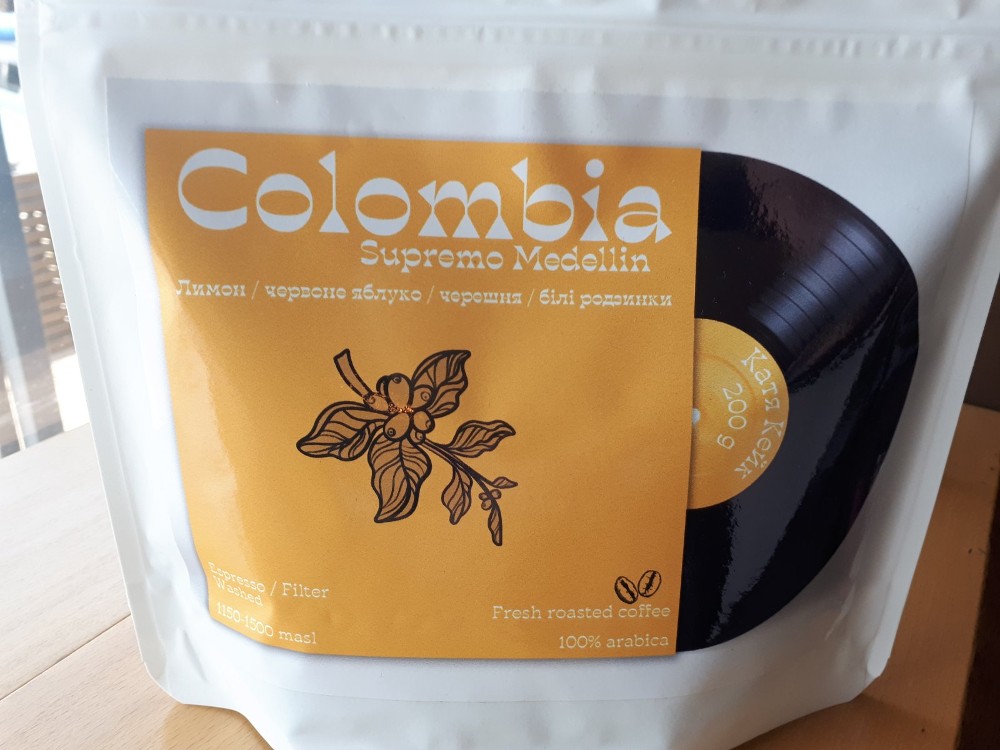 Colombia
Supremo Medellin
Лимон / червоне яблуко / черешня / білі родзинки
Катя Кейк
200 g
Espresso / Filter
Washed
1150-1500 masl
Fresh roasted coffee
100% arabica